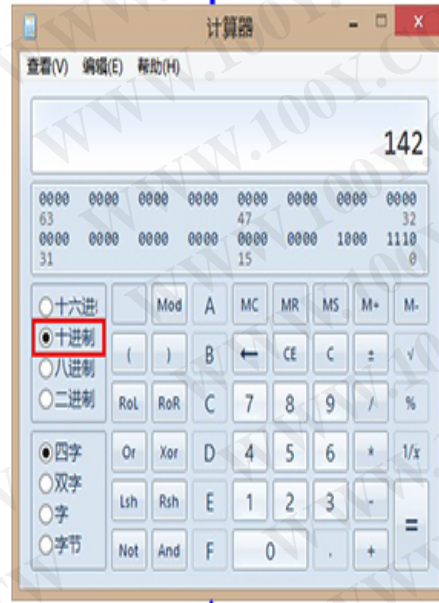 计算器
查看(V) 编辑(E) 帮助(H)
142
0000 0000 0000 0000 0000 0000 0000 0000
63 47 32
0000 0000 0000 0000 0000 0000 1000 1110
31 15 0
十六进制 Mod A MC MR MS M+ M-
十进制 ( ) B ← CE C ± √
八进制
二进制 RoL RoR C 7 8 9 / %
四字 Or Xor D 4 5 6 * 1/x
双字 Lsh Rsh E 1 2 3 - =
字
字节 Not And F 0 . +
WWW.100Y.C